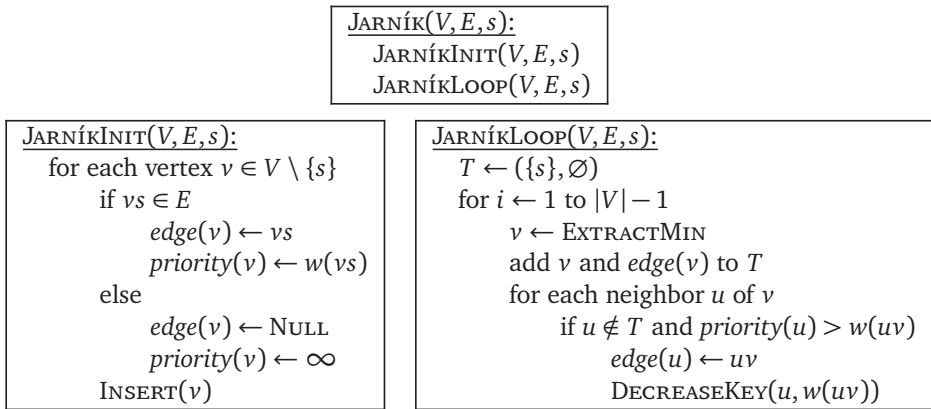 JARNÍK(V, E, s):
JARNÍKINIT(V, E, s)
JARNÍKLOOP(V, E, s)
JARNÍKINIT(V, E, s):
for each vertex v ∈ V \ {s}
if vs ∈ E
edge(v) ← vs
priority(v) ← w(vs)
else
edge(v) ← NULL
priority(v) ← ∞
INSERT(v)
JARNÍKLOOP(V, E, s):
T ← ({s}, ∅)
for i ← 1 to |V| − 1
v ← EXTRACTMIN
add v and edge(v) to T
for each neighbor u of v
if u ∉ T and priority(u) > w(uv)
edge(u) ← uv
DECREASEKEY(u, w(uv))